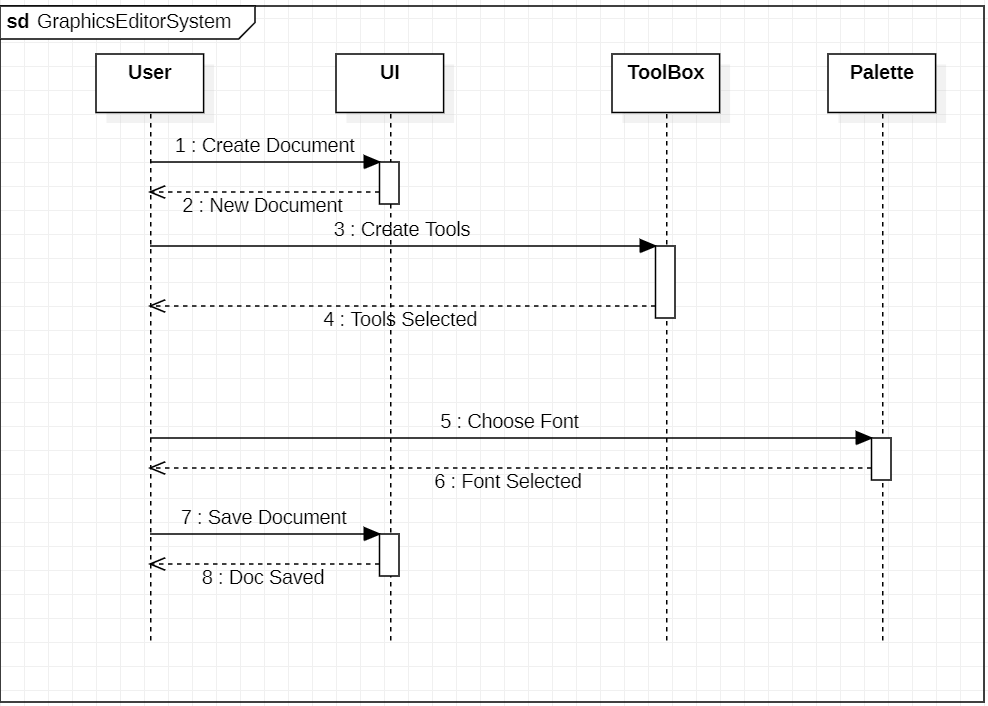 sd GraphicsEditorSystem
User UI ToolBox Palette
1 : Create Document
2 : New Document
3 : Create Tools
4 : Tools Selected
5 : Choose Font
6 : Font Selected
7 : Save Document
8 : Doc Saved